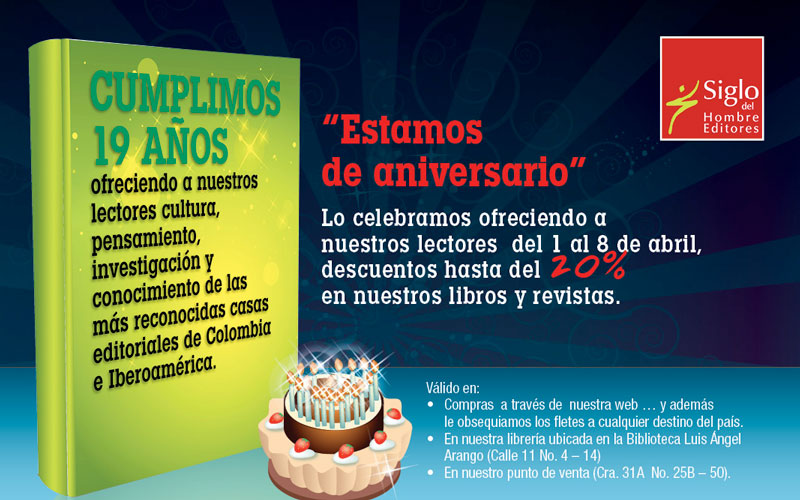 CUMPLIMOS
19 AÑOS
ofreciendo a nuestros
lectores cultura,
pensamiento,
investigación y
conocimiento de las
más reconocidas casas
editoriales de Colombia
e Iberoamérica.
Siglo
del
Hombre
Editores
“Estamos
de aniversario”
Lo celebramos ofreciendo a
nuestros lectores del 1 al 8 de abril,
descuentos hasta del 20%
en nuestros libros y revistas.
Válido en:
• Compras a través de nuestra web ... y además
le obsequiamos los fletes a cualquier destino del país.
• En nuestra librería ubicada en la Biblioteca Luis Ángel
Arango (Calle 11 No. 4 – 14)
• En nuestro punto de venta (Cra. 31A No. 25B – 50).